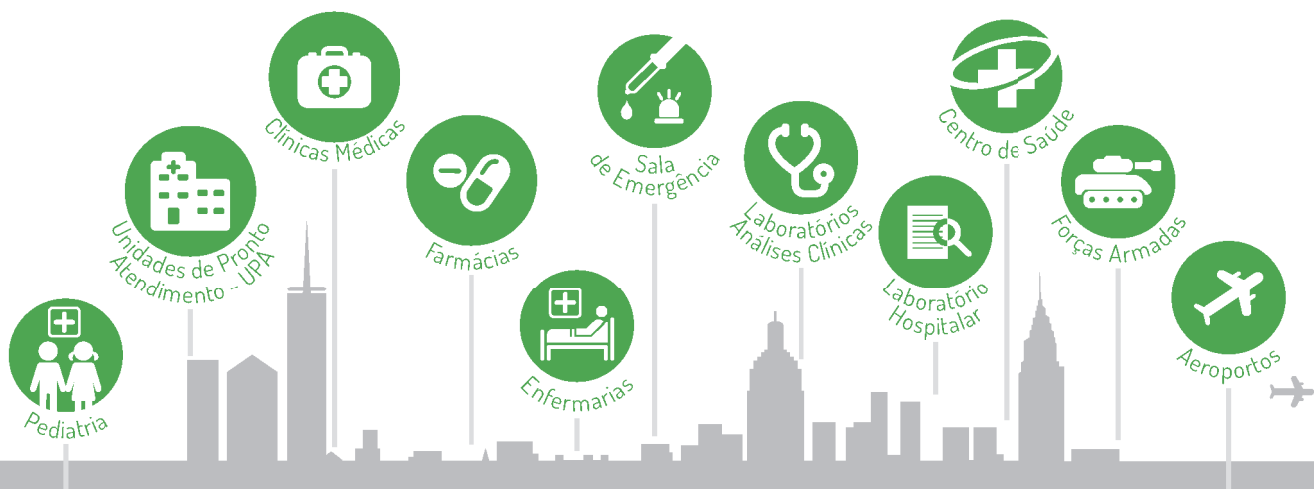 Pediatria
Unidades de Pronto
Atendimento - UPA
Clínicas Médicas
Farmácias
Enfermarias
Sala
de Emergência
Laboratórios
Análises Clínicas
Laboratório
Hospitalar
Centro de Saúde
Forças Armadas
Aeroportos